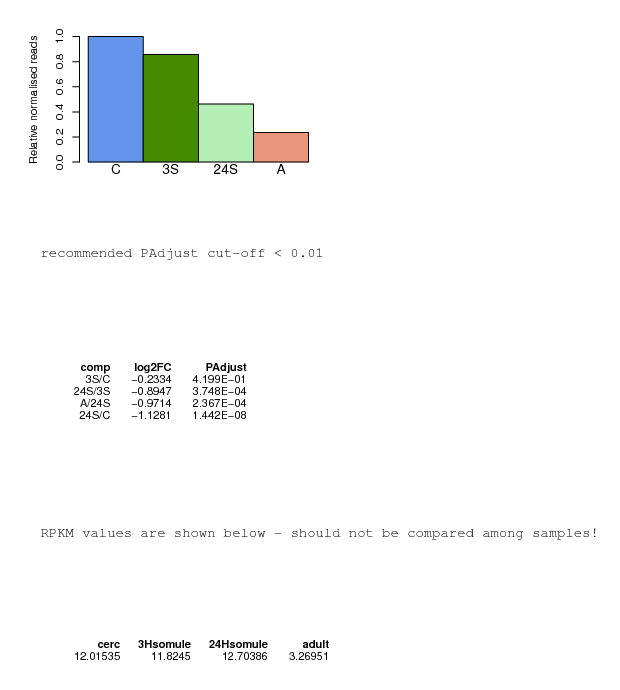 Relative normalised reads
1.0
0.8
0.6
0.4
0.2
0.0
C 3S 24S A
recommended PAdjust cut-off < 0.01
comp log2FC PAdjust
3S/C −0.2334 4.199E−01
24S/3S −0.8947 3.748E−04
A/24S −0.9714 2.367E−04
24S/C −1.1281 1.442E−08
RPKM values are shown below - should not be compared among samples!
cerc 3Hsomule 24Hsomule adult
12.01535 11.8245 12.70386 3.26951